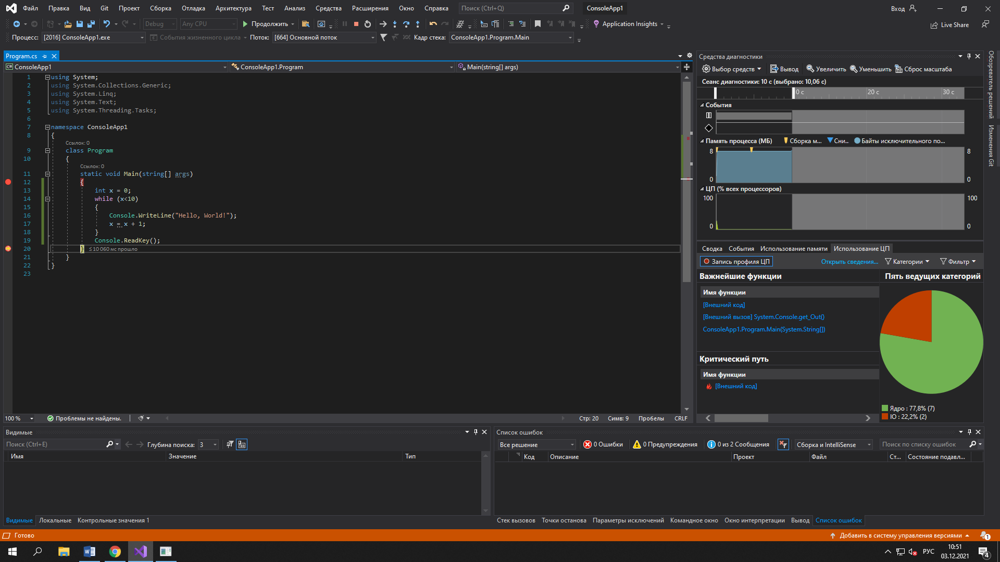 Файл Правка Вид Git Проект Сборка Отладка Архитектура Тест Анализ Средства Расширения Окно Справка Поиск (Ctrl+Q) ConsoleApp1 Вход
Debug Any CPU Продолжить Application Insights Live Share
Процесс: [2016] ConsoleApp1.exe События жизненного цикла Поток: [664] Основной поток Кадр стека: ConsoleApp1.Program.Main
Program.cs
C# ConsoleApp1 ConsoleApp1.Program Main(string[] args)
1 using System;
2 using System.Collections.Generic;
3 using System.Linq;
4 using System.Text;
5 using System.Threading.Tasks;
6
7 namespace ConsoleApp1
8 {
Ссылок: 0
9 class Program
10 {
Ссылок: 0
11 static void Main(string[] args)
12 {
13 int x = 0;
14 while (x<10)
15 {
16 Console.WriteLine("Hello, World!");
17 x = x + 1;
18 }
19 Console.ReadKey();
20 } ≤10 060 мс прошло
21 }
22 }
23
100 % Проблемы не найдены. Стр: 20 Симв: 9 Пробелы CRLF
Средства диагностики
Выбор средств Вывод Увеличить Уменьшить Сброс масштаба
Сеанс диагностики: 10 с (выбрано: 10,06 с)
0 с 20 с 30 с
События
Память процесса (МБ) Сборка м... Сни... Байты исключительного по...
8 8
0 0
ЦП (% всех процессоров)
100 100
0 0
Сводка События Использование памяти Использование ЦП
Запись профиля ЦП Открыть сведения... Категории Фильтр
Важнейшие функции Пять ведущих категорий
Имя функции
[Внешний код]
[Внешний вызов] System.Console.get_Out()
ConsoleApp1.Program.Main(System.String[])
Критический путь
Имя функции
[Внешний код]
Ядро : 77,8% (7)
IO : 22,2% (2)
Обозреватель решений
Изменения Git
Видимые
Поиск (Ctrl+E) Глубина поиска: 3
Имя Значение Тип
Видимые Локальные Контрольные значения 1
Список ошибок
Все решение 0 Ошибки 0 Предупреждения 0 из 2 Сообщения Сборка и IntelliSense Поиск по списку ошибок
Код Описание Проект Файл Ст... Состояние подавл...
Стек вызовов Точки останова Параметры исключений Командное окно Окно интерпретации Вывод Список ошибок
Готово Добавить в систему управления версиями 1
РУС 10:51
03.12.2021 4